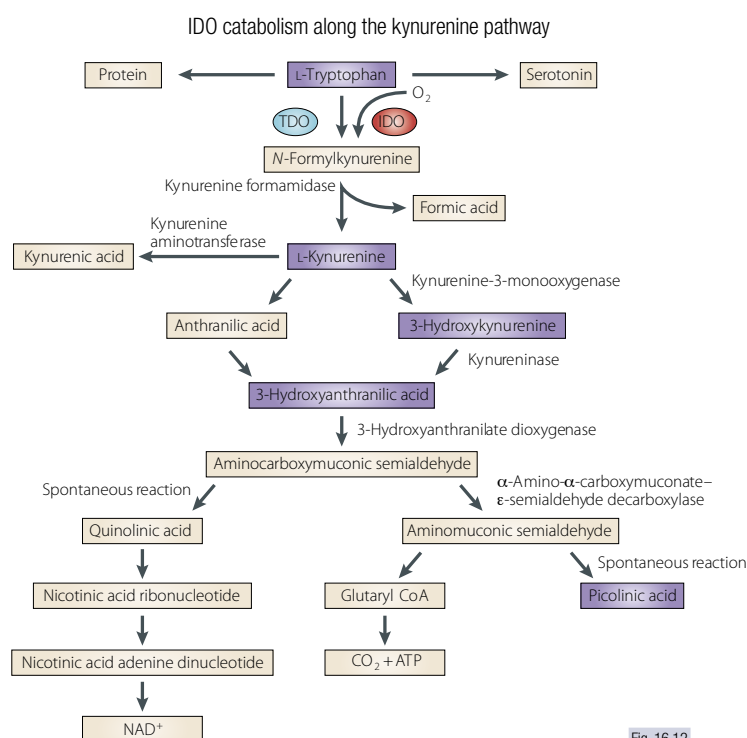 IDO catabolism along the kynurenine pathway
Protein
L-Tryptophan
Serotonin
O2
TDO
IDO
N-Formylkynurenine
Kynurenine formamidase
Formic acid
Kynurenine
aminotransferase
Kynurenic acid
L-Kynurenine
Kynurenine-3-monooxygenase
Anthranilic acid
3-Hydroxykynurenine
Kynureninase
3-Hydroxyanthranilic acid
3-Hydroxyanthranilate dioxygenase
Aminocarboxymuconic semialdehyde
Spontaneous reaction
α-Amino-α-carboxymuconate–
ε-semialdehyde decarboxylase
Quinolinic acid
Aminomuconic semialdehyde
Spontaneous reaction
Nicotinic acid ribonucleotide
Glutaryl CoA
Picolinic acid
Nicotinic acid adenine dinucleotide
CO2 + ATP
NAD+
Fig. 16.12